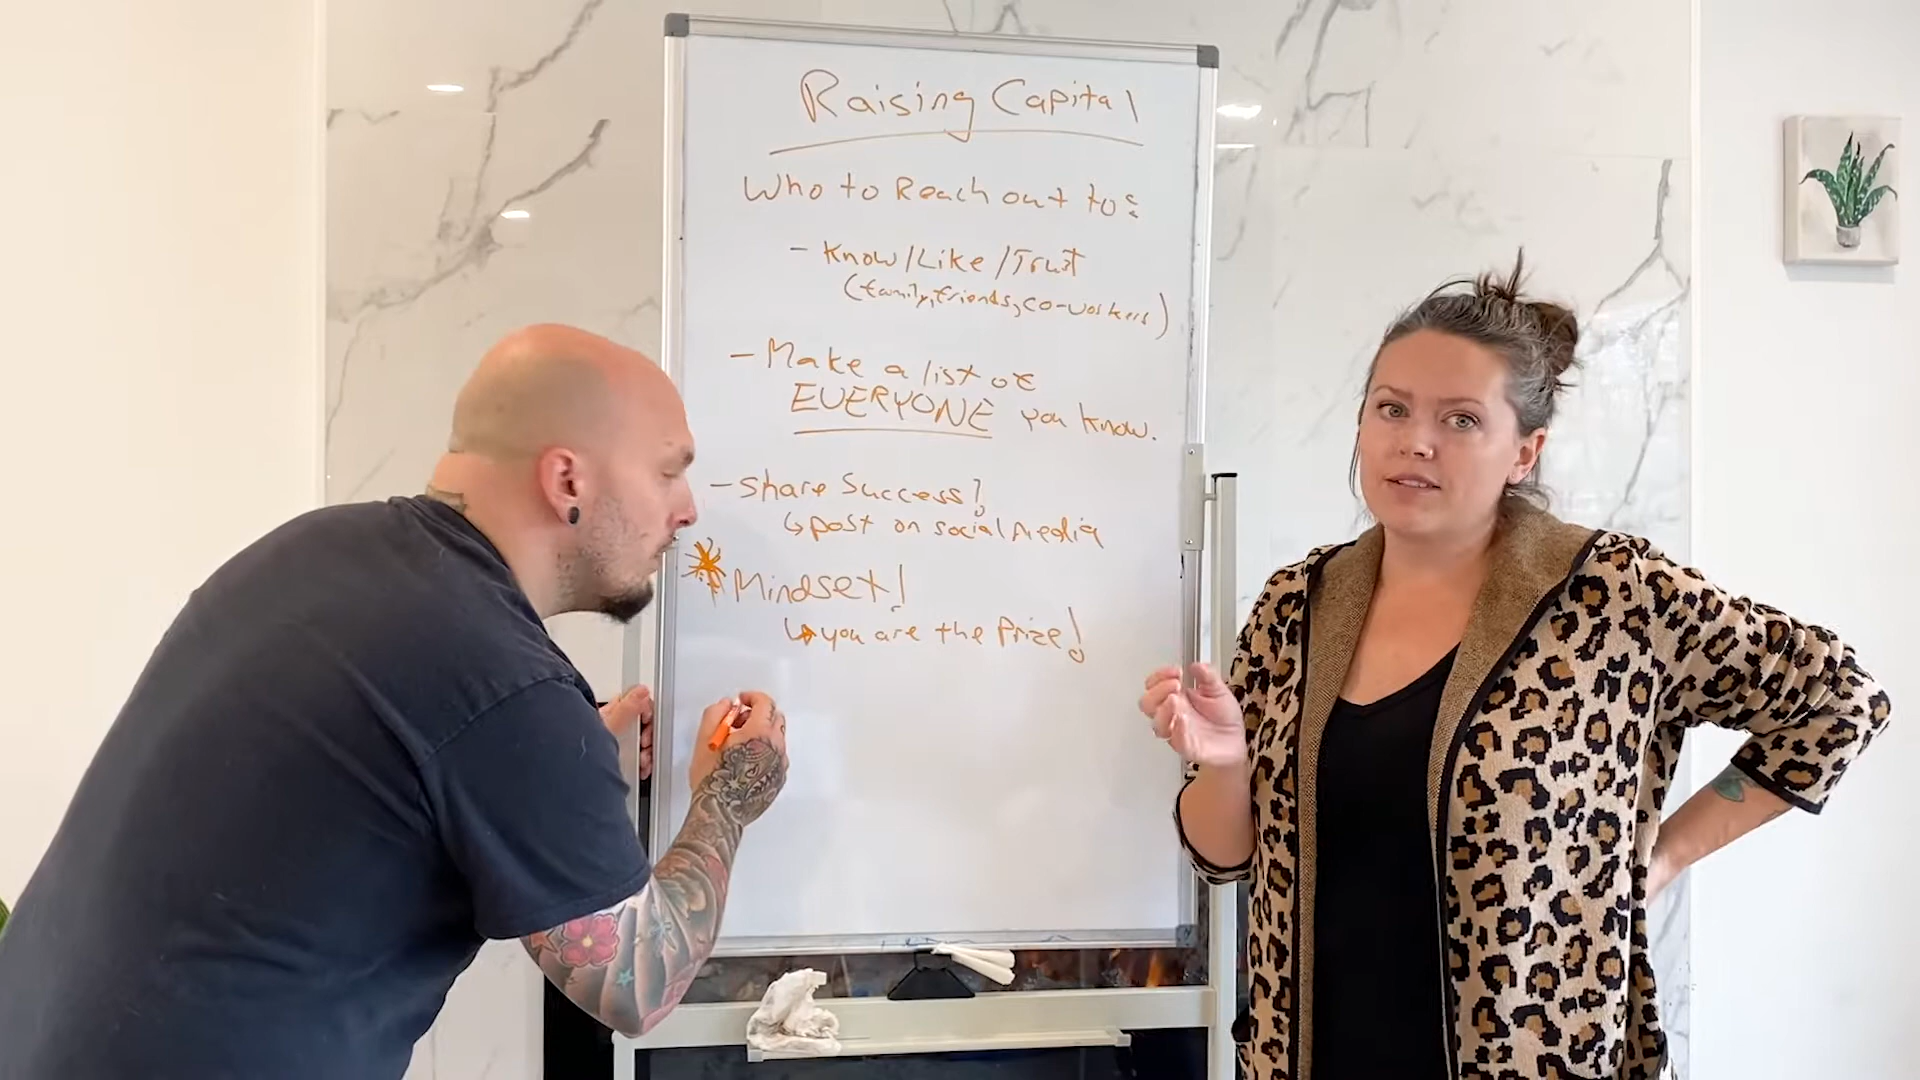 Raising Capital
Who to Reach out to:
- Know/Like/Trust
(family, friends, co-workers)
- Make a list of
EVERYONE you know.
- Share Success!
↳ post on social media
* Mindset!
↳ you are the Prize!